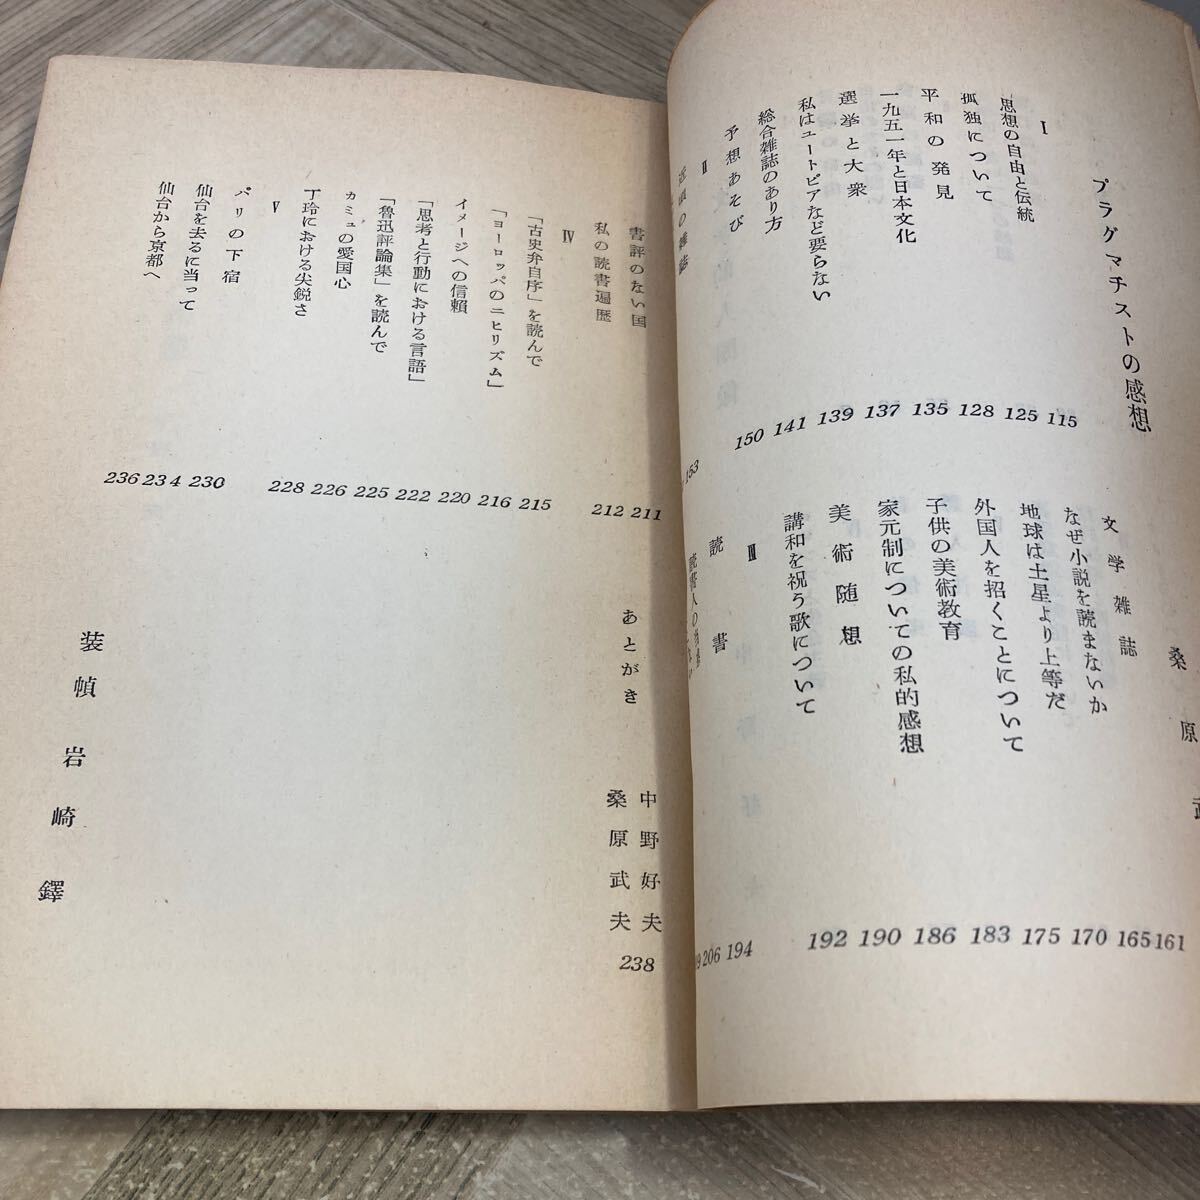 プラグマチストの感想
桑原武
I
思想の自由と伝統 115
孤独について 125
平和の発見 128
一九五一年と日本文化 135
選挙と大衆 137
私はユートピアなど要らない 139
総合雑誌のあり方 141
予想あそび 150
II
近頃の雑誌 153
文学雑誌 161
なぜ小説を読まないか 165
地球は土星より上等だ 170
外国人を招くことについて 175
子供の美術教育 183
家元制についての私的感想 186
美術随想 190
講和を祝う歌について 192
III
読書 194
読書人の 206
書評のない国 211
私の読書遍歴 212
IV
「古史弁自序」を読んで 215
「ヨーロッパのニヒリズム」 216
イメージへの信頼 220
「思考と行動における言語」 222
「魯迅評論集」を読んで 225
カミュの愛国心 226
丁玲における尖鋭さ 228
V
パリの下宿 230
仙台を去るに当って 234
仙台から京都へ 236
あとがき
中野好夫
桑原武夫 238
装幀 岩崎鐸